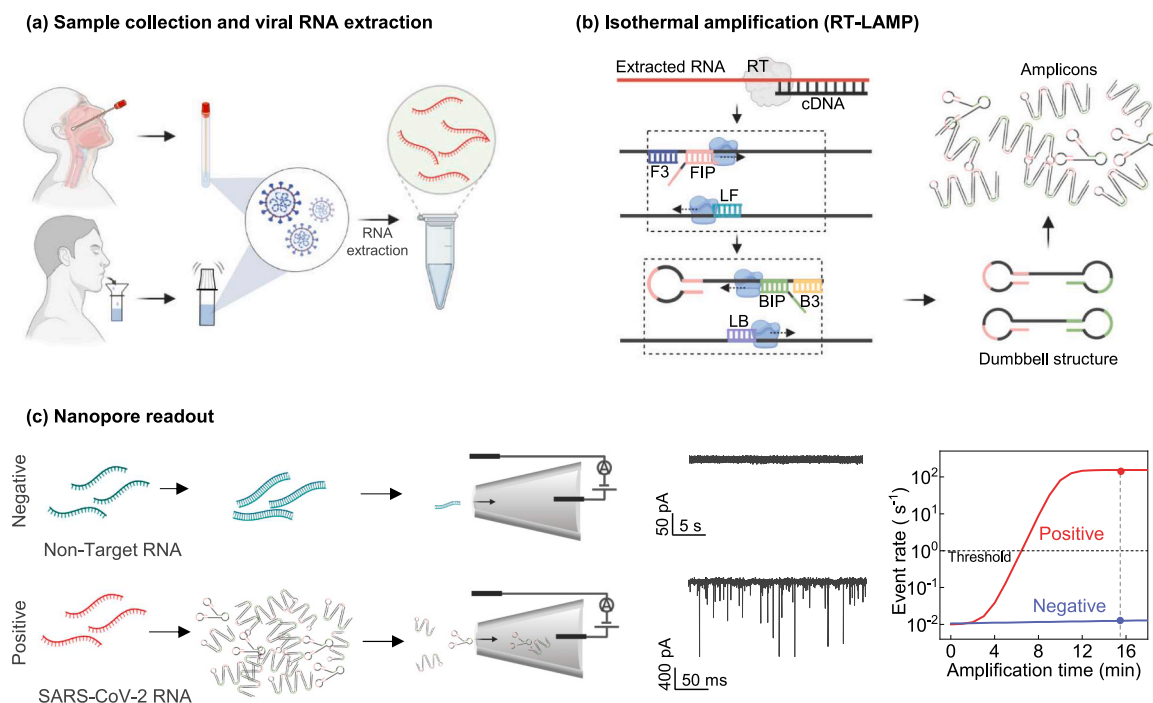 (a) Sample collection and viral RNA extraction
RNA
extraction
(b) Isothermal amplification (RT-LAMP)
Extracted RNA
RT
cDNA
F3
FIP
LF
BIP
B3
LB
Amplicons
Dumbbell structure
(c) Nanopore readout
Negative
Non-Target RNA
A
50 pA
5 s
Positive
SARS-CoV-2 RNA
A
400 pA
50 ms
Event rate ( s⁻¹)
10²
10⁰
10⁻¹
10⁻²
Threshold
Positive
Negative
0 4 8 12 16
Amplification time (min)